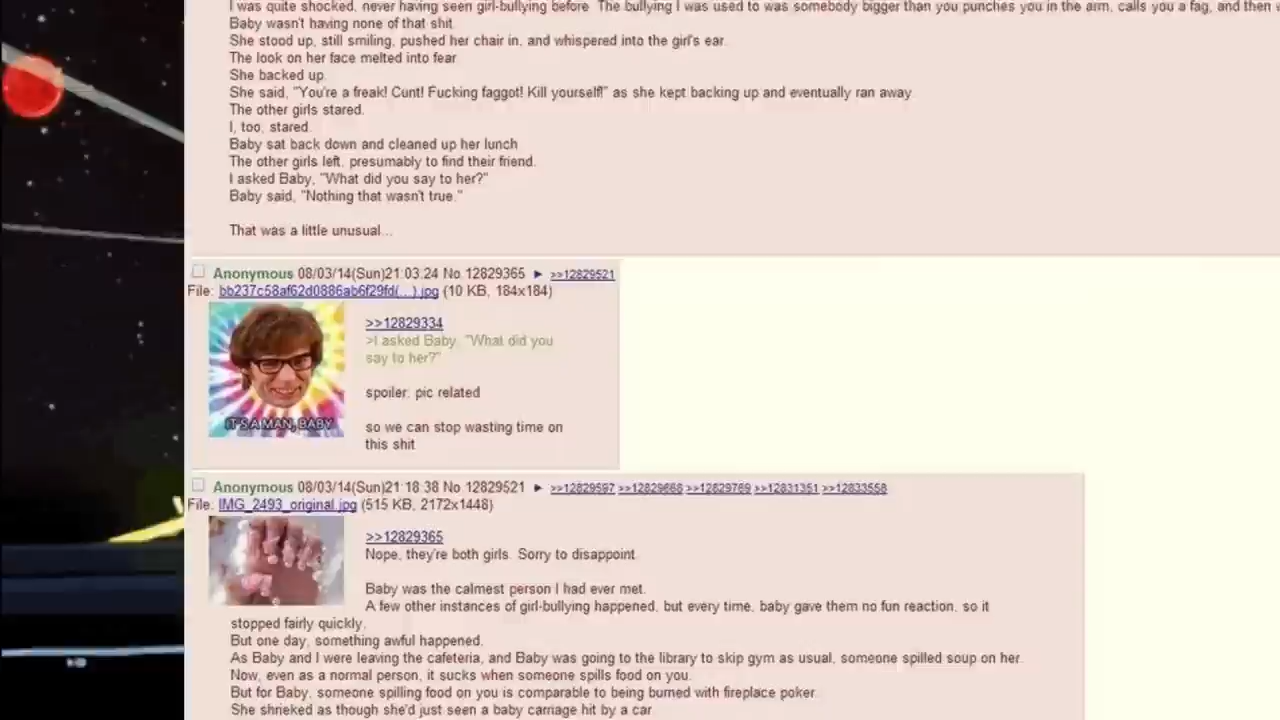 I was quite shocked, never having seen girl-bullying before. The bullying I was used to was somebody bigger than you punches you in the arm, calls you a fag, and then
Baby wasn't having none of that shit.
She stood up, still smiling, pushed her chair in, and whispered into the girl's ear.
The look on her face melted into fear.
She backed up.
She said, "You're a freak! Cunt! Fucking faggot! Kill yourself!" as she kept backing up and eventually ran away.
The other girls stared.
I, too, stared.
Baby sat back down and cleaned up her lunch
The other girls left, presumably to find their friend.
I asked Baby, "What did you say to her?"
Baby said, "Nothing that wasn't true."
That was a little unusual...
Anonymous 08/03/14(Sun)21:03:24 No.12829365 ► >>12829521
File: bb237c58af62d0886ab6f29fd(...).jpg (10 KB, 184x184)
>>12829334
>I asked Baby, "What did you
say to her?"
spoiler: pic related
so we can stop wasting time on
this shit
IT'S A MAN, BABY
Anonymous 08/03/14(Sun)21:18:38 No.12829521 ► >>12829597 >>12829668 >>12829769 >>12831351 >>12833558
File: IMG_2493_original.jpg (515 KB, 2172x1448)
>>12829365
Nope, they're both girls. Sorry to disappoint.
Baby was the calmest person I had ever met.
A few other instances of girl-bullying happened, but every time, baby gave them no fun reaction, so it
stopped fairly quickly.
But one day, something awful happened.
As Baby and I were leaving the cafeteria, and Baby was going to the library to skip gym as usual, someone spilled soup on her.
Now, even as a normal person, it sucks when someone spills food on you.
But for Baby, someone spilling food on you is comparable to being burned with fireplace poker.
She shrieked as though she'd just seen a baby carriage hit by a car